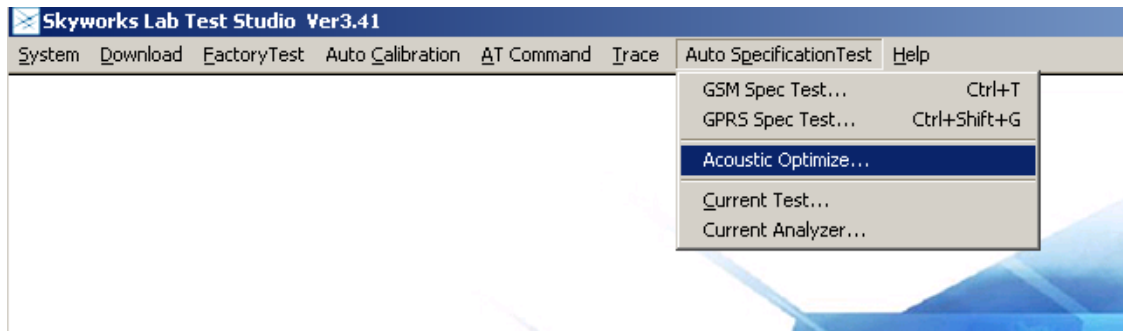 Skyworks Lab Test Studio Ver3.41
System Download FactoryTest Auto Calibration AT Command Trace Auto SpecificationTest Help
GSM Spec Test... Ctrl+T
GPRS Spec Test... Ctrl+Shift+G
Acoustic Optimize...
Current Test...
Current Analyzer...